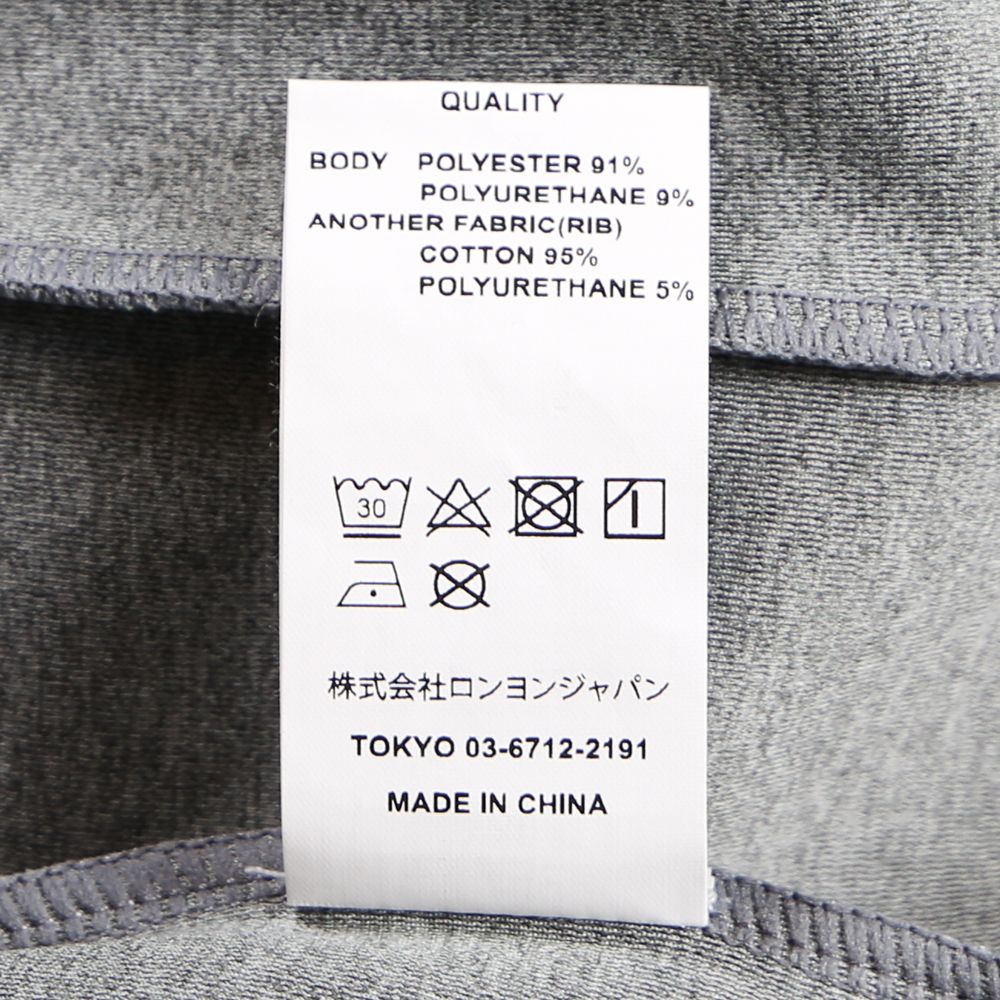 QUALITY
BODY POLYESTER 91%
POLYURETHANE 9%
ANOTHER FABRIC(RIB)
COTTON 95%
POLYURETHANE 5%
30
株式会社ロンヨンジャパン
TOKYO 03-6712-2191
MADE IN CHINA